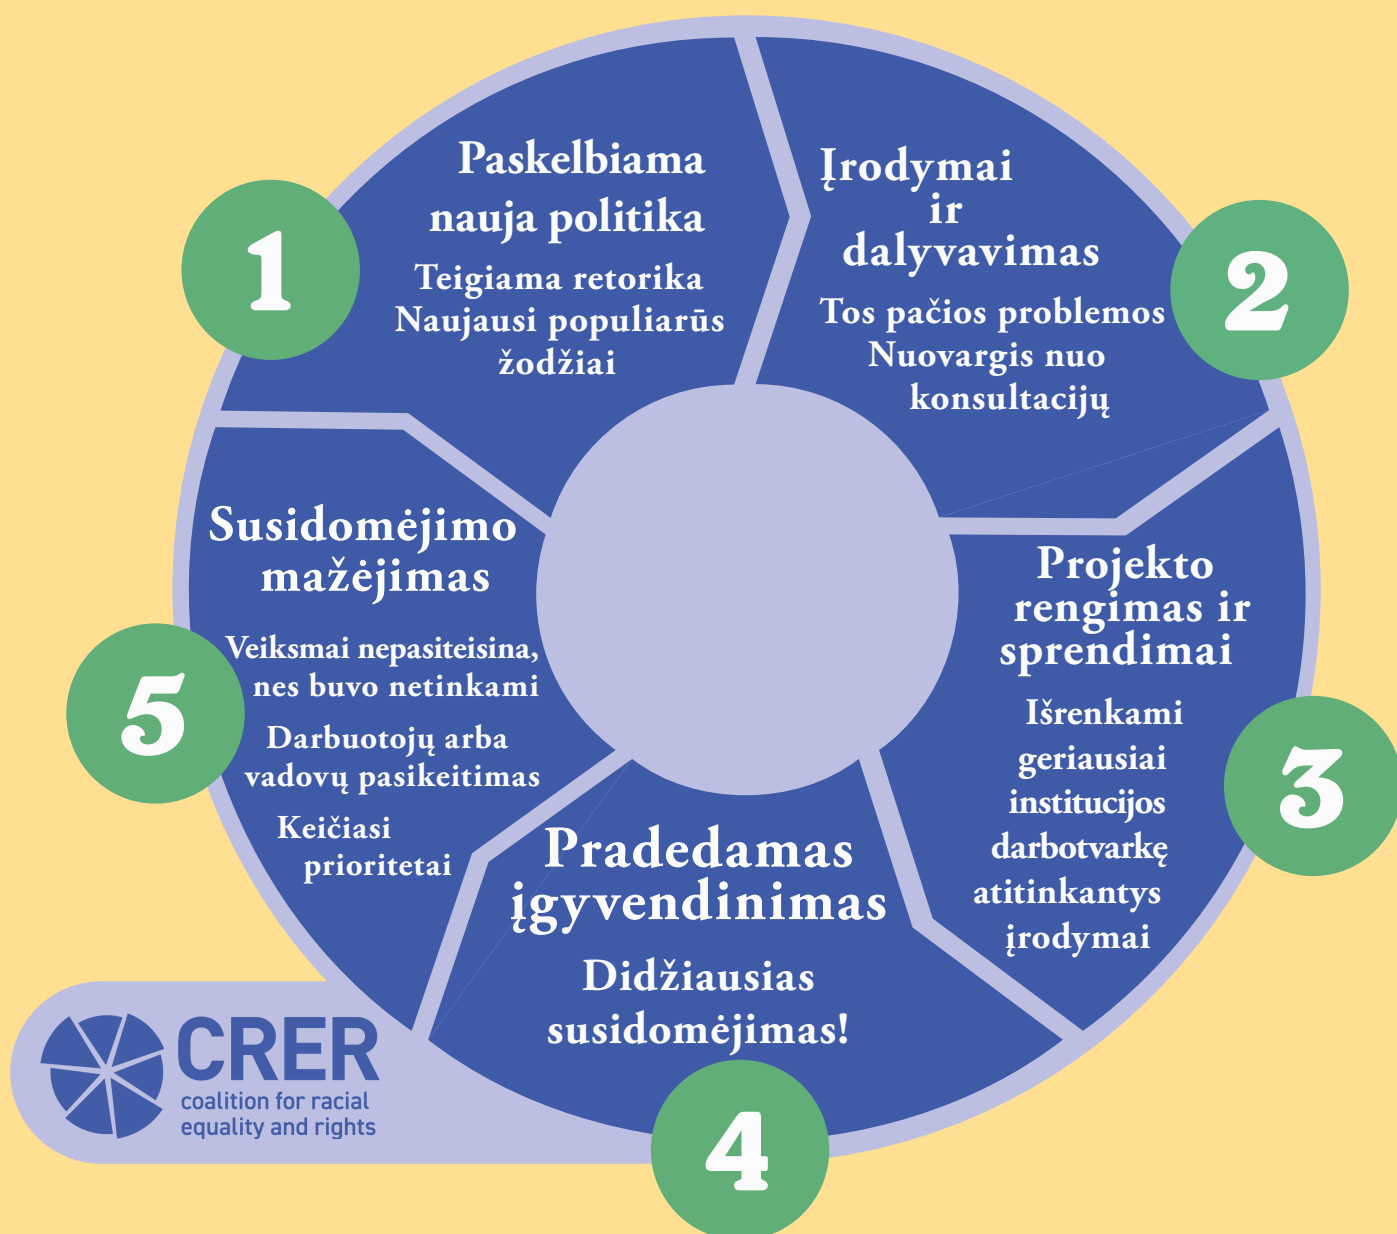 1
Paskelbiama
nauja politika
Teigiama retorika
Naujausi populiarūs
žodžiai
2
Įrodymai
ir
dalyvavimas
Tos pačios problemos
Nuovargis nuo
konsultacijų
3
Projekto
rengimas ir
sprendimai
Išrenkami
geriausiai
institucijos
darbotvarkę
atitinkantys
įrodymai
4
Pradedamas
įgyvendinimas
Didžiausias
susidomėjimas!
5
Susidomėjimo
mažėjimas
Veiksmai nepasiteisina,
nes buvo netinkami
Darbuotojų arba
vadovų pasikeitimas
Keičiasi
prioritetai
CRER
coalition for racial
equality and rights